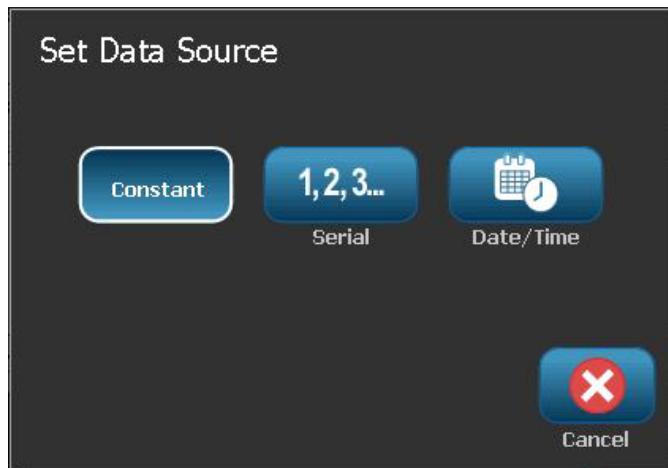 Set Data Source
Constant
1, 2, 3...
Serial
Date/Time
Cancel